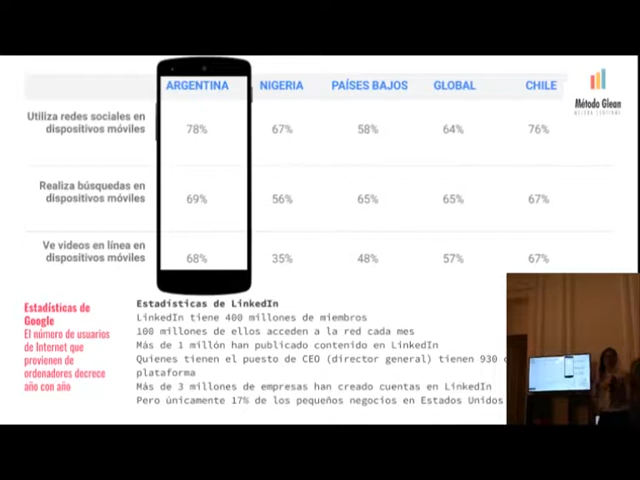 ARGENTINA NIGERIA PAÍSES BAJOS GLOBAL CHILE
Método Glean
MEJORA CONTINUA
Utiliza redes sociales en
dispositivos móviles 78% 67% 58% 64% 76%
Realiza búsquedas en
dispositivos móviles 69% 56% 65% 65% 67%
Ve videos en línea en
dispositivos móviles 68% 35% 48% 57% 67%
Estadísticas de
Google
El número de usuarios
de Internet que
provienen de
ordenadores decrece
año con año
Estadísticas de LinkedIn
LinkedIn tiene 400 millones de miembros
100 millones de ellos acceden a la red cada mes
Más de 1 millón han publicado contenido en LinkedIn
Quienes tienen el puesto de CEO (director general) tienen 930
plataforma
Más de 3 millones de empresas han creado cuentas en LinkedIn
Pero únicamente 17% de los pequeños negocios en Estados Unidos